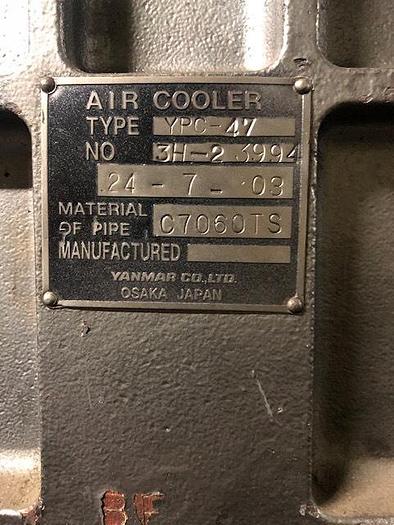 AIR COOLER
TYPE YPC-47
NO 3H-2 3994
24 - 7 - 03
MATERIAL OF PIPE C7060TS
MANUFACTURED
YANMAR CO.,LTD.
OSAKA JAPAN